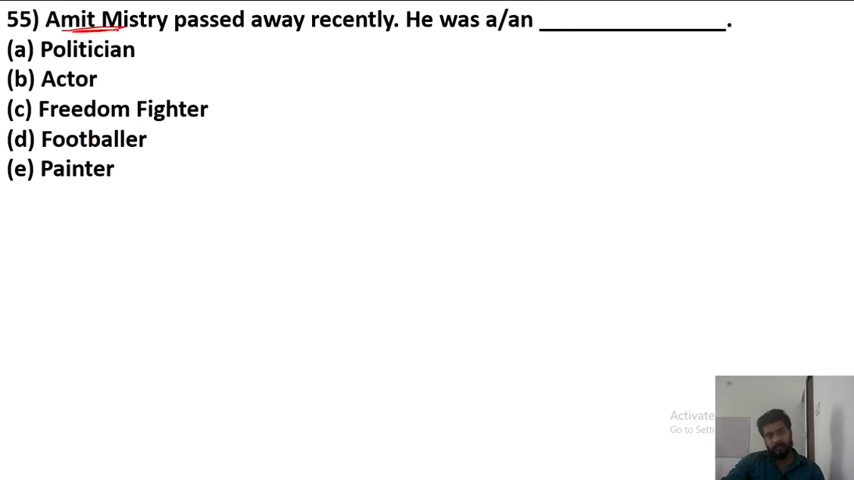 55) Amit Mistry passed away recently. He was a/an _________________.
(a) Politician
(b) Actor
(c) Freedom Fighter
(d) Footballer
(e) Painter
Activate
Go to Sett